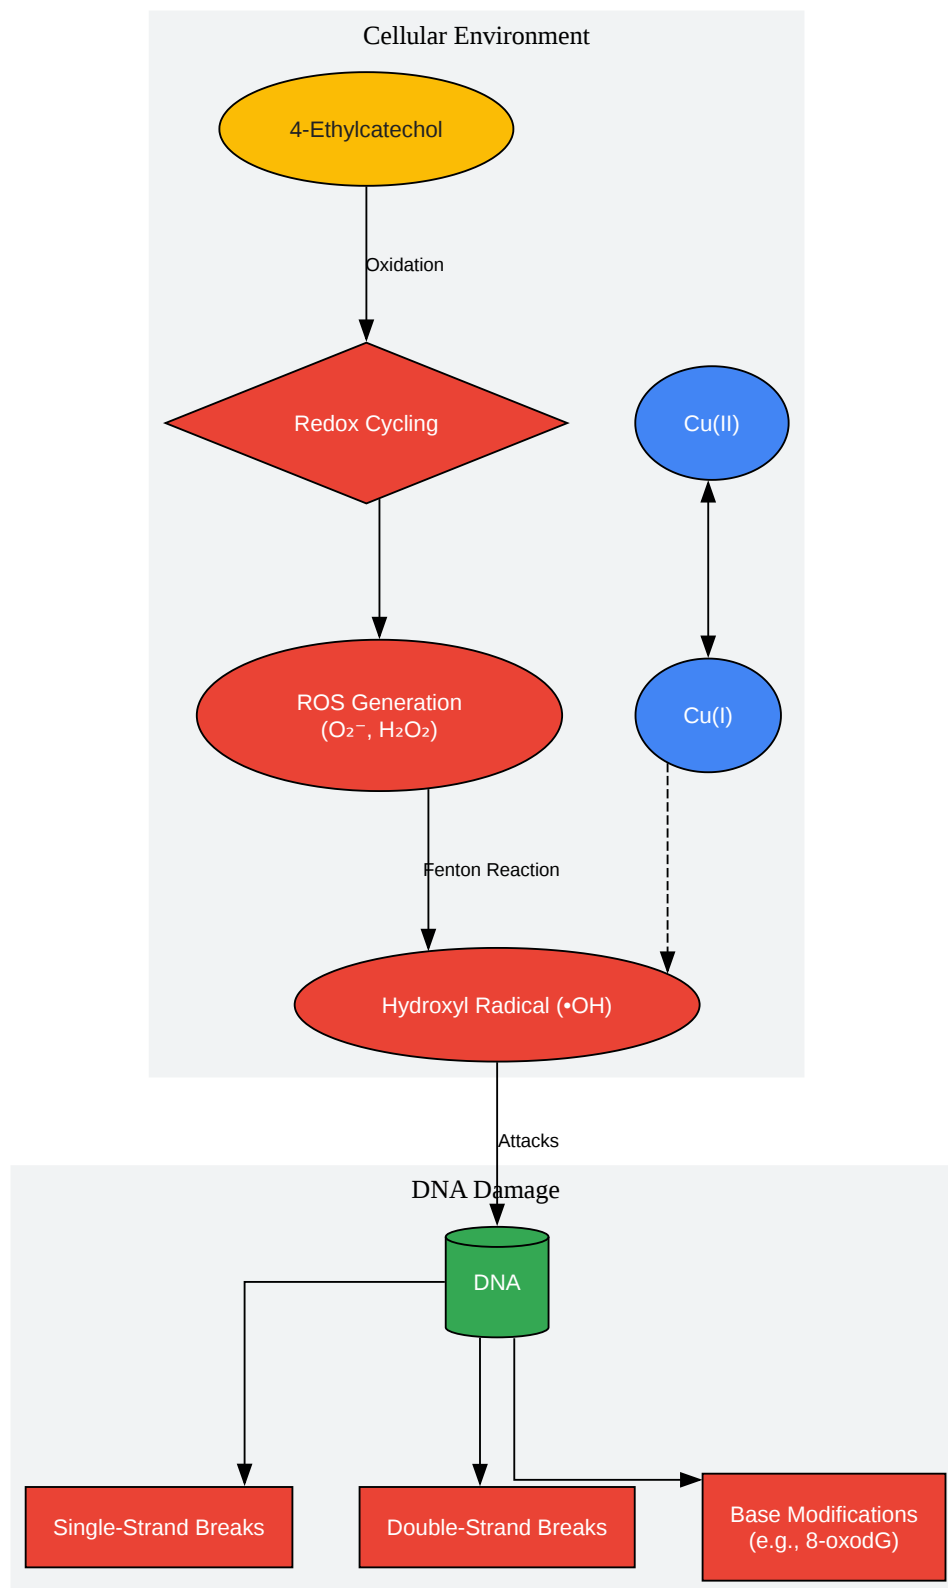 Cellular Environment
4-Ethylcatechol
Oxidation
Redox Cycling
Cu(II)
ROS Generation
(O₂⁻, H₂O₂)
Cu(I)
Fenton Reaction
Hydroxyl Radical (•OH)
Attacks
DNA Damage
DNA
Single-Strand Breaks
Double-Strand Breaks
Base Modifications
(e.g., 8-oxodG)